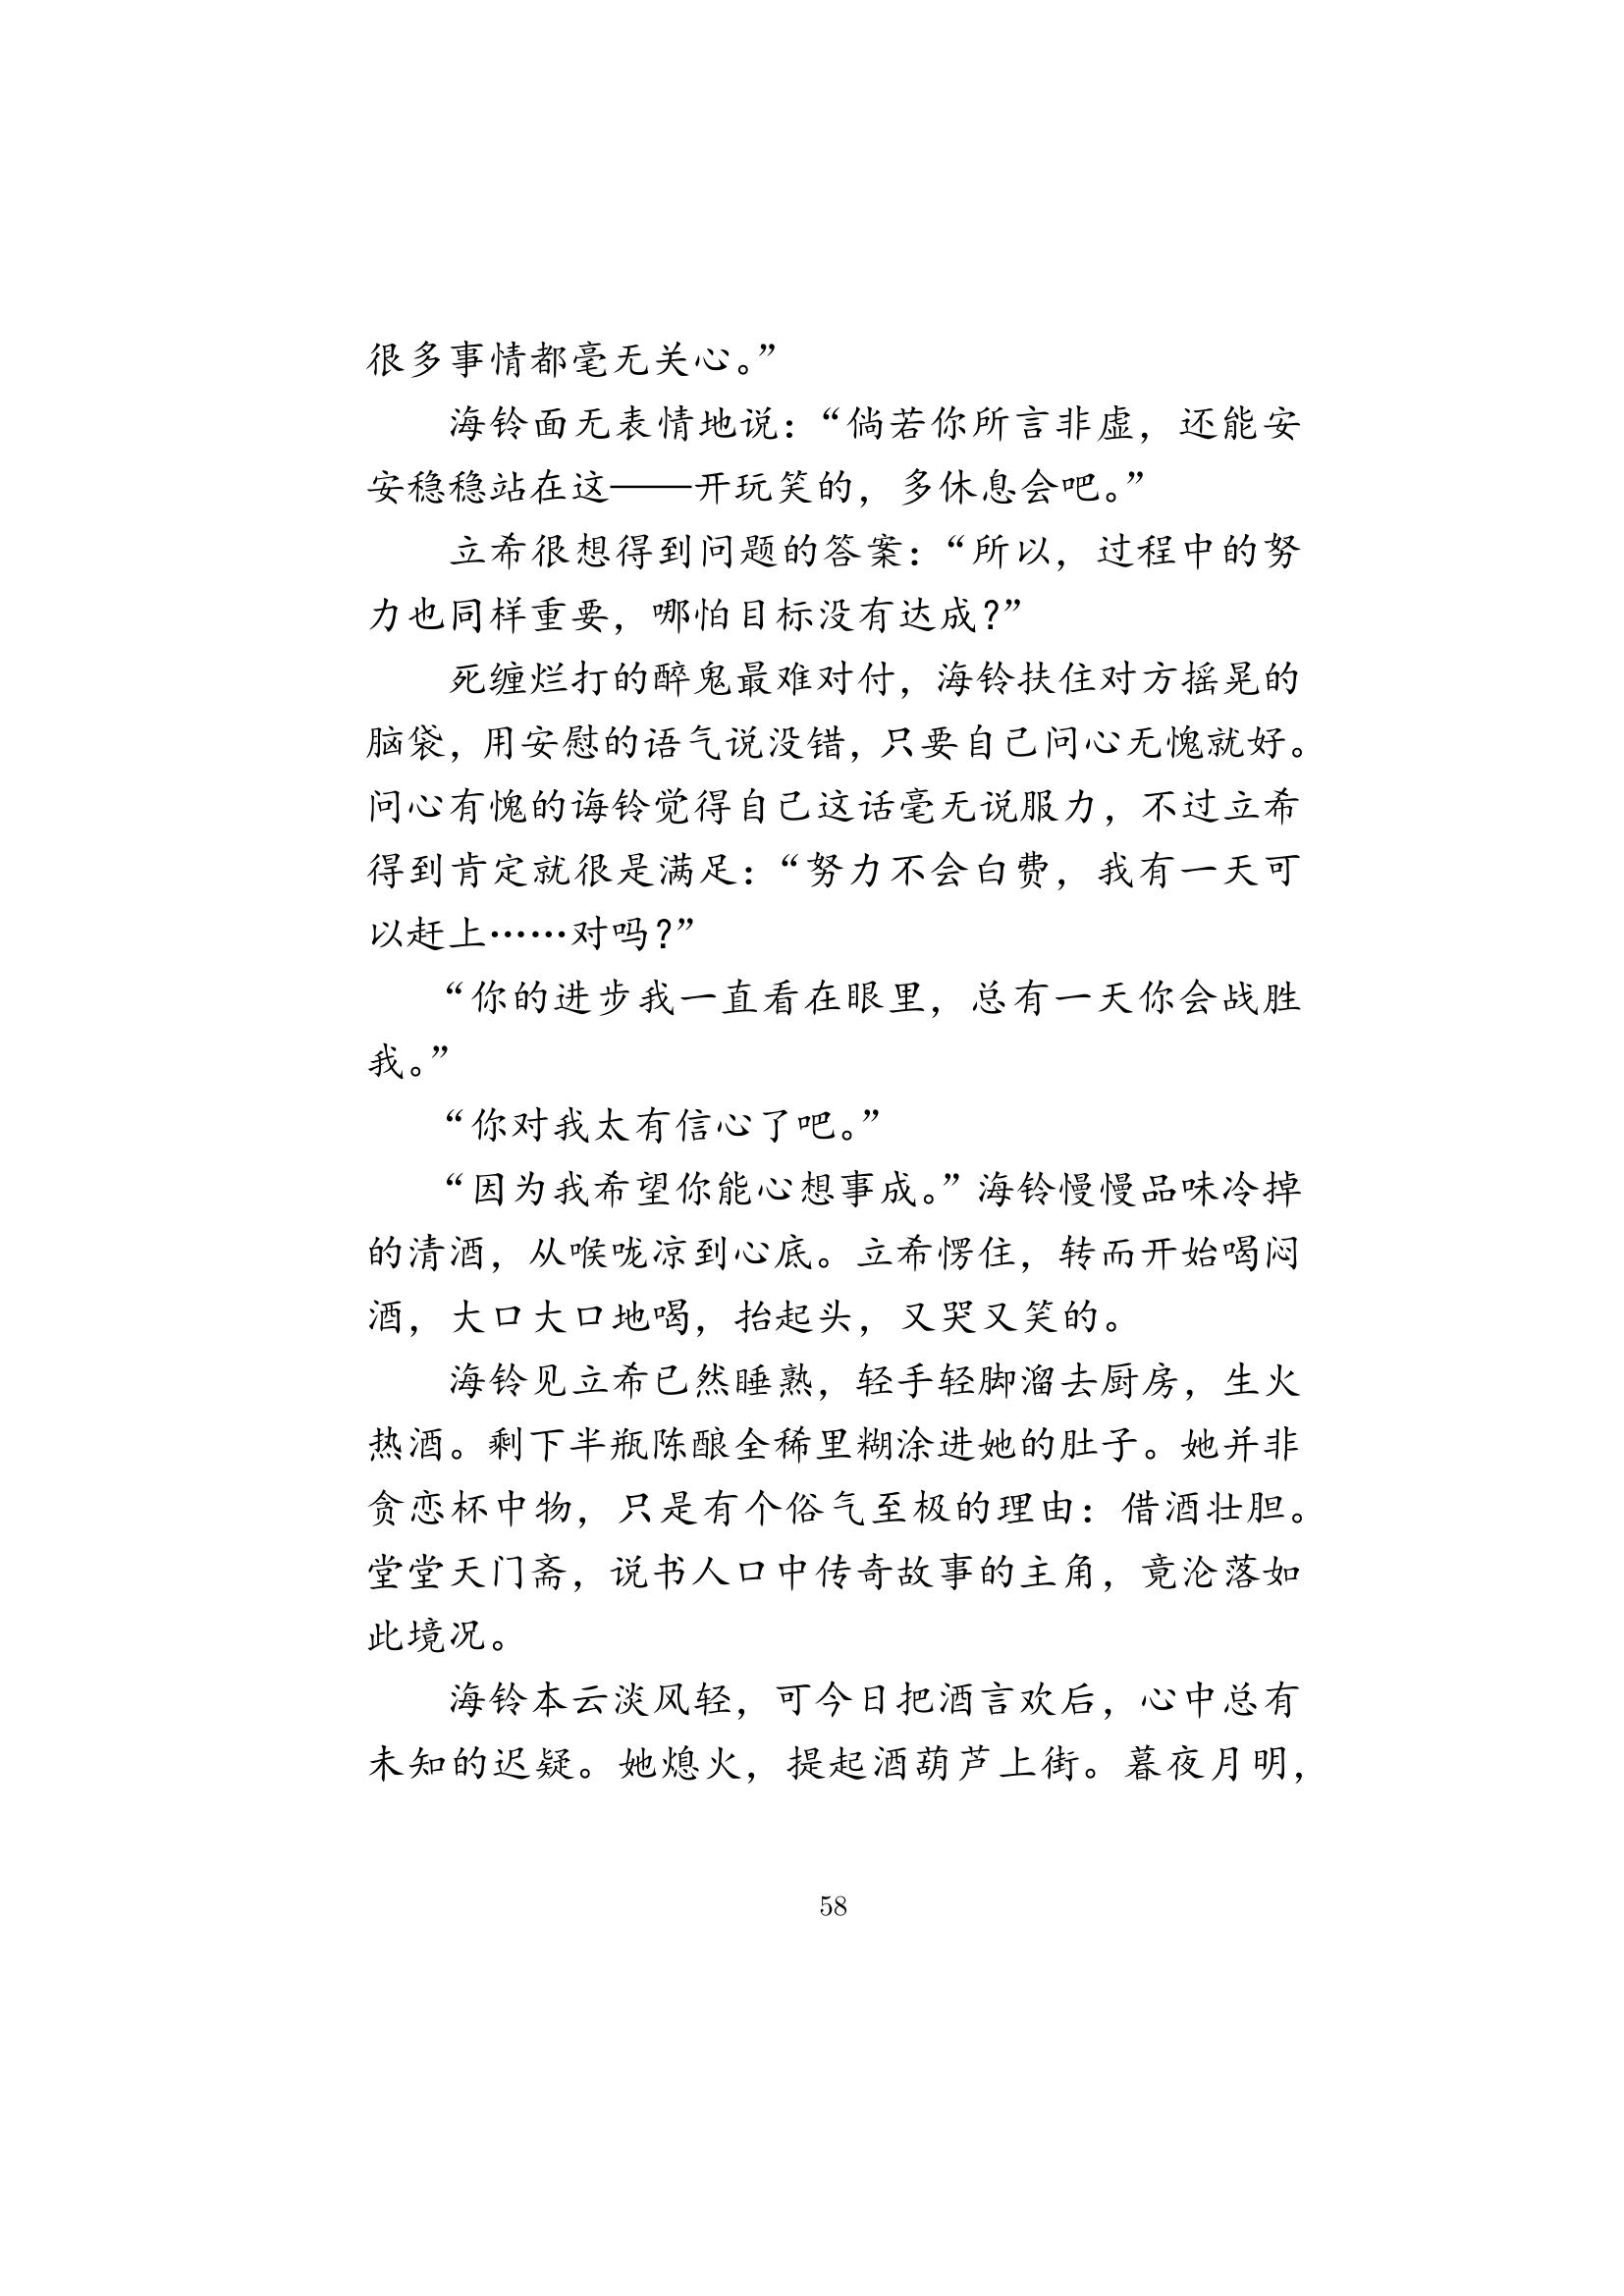 很多事情都毫无关心。”
海铃面无表情地说：“倘若你所言非虚，还能安
安稳稳站在这——开玩笑的，多休息会吧。”
立希很想得到问题的答案：“所以，过程中的努
力也同样重要，哪怕目标没有达成？”
死缠烂打的醉鬼最难对付，海铃扶住对方摇晃的
脑袋，用安慰的语气说没错，只要自己问心无愧就好。
问心有愧的诲铃觉得自己这话毫无说服力，不过立希
得到肯定就很是满足：“努力不会白费，我有一天可
以赶上……对吗？”
“你的进步我一直看在眼里，总有一天你会战胜
我。”
“你对我太有信心了吧。”
“因为我希望你能心想事成。”海铃慢慢品味冷掉
的清酒，从喉咙凉到心底。立希愣住，转而开始喝闷
酒，大口大口地喝，抬起头，又哭又笑的。
海铃见立希已然睡熟，轻手轻脚溜去厨房，生火
热酒。剩下半瓶陈酿全稀里糊涂进她的肚子。她并非
贪恋杯中物，只是有个俗气至极的理由：借酒壮胆。
堂堂天门斋，说书人口中传奇故事的主角，竟沦落如
此境况。
海铃本云淡风轻，可今日把酒言欢后，心中总有
未知的迟疑。她熄火，提起酒葫芦上街。暮夜月明，
58